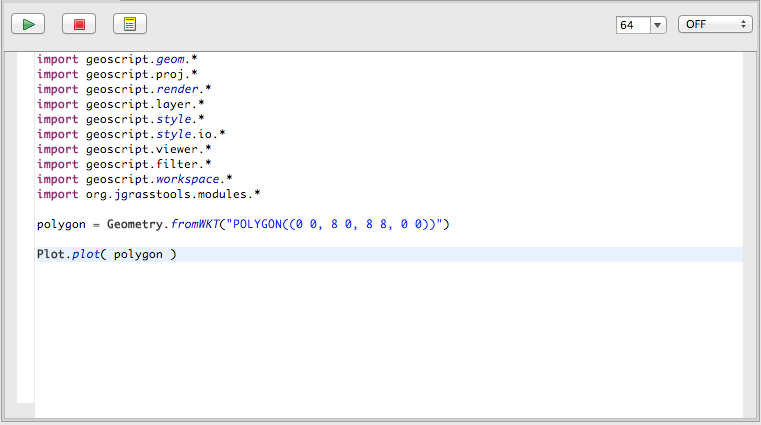 64 OFF
import geoscript.geom.*
import geoscript.proj.*
import geoscript.render.*
import geoscript.layer.*
import geoscript.style.*
import geoscript.style.io.*
import geoscript.viewer.*
import geoscript.filter.*
import geoscript.workspace.*
import org.jgrasstools.modules.*
polygon = Geometry.fromWKT("POLYGON((0 0, 8 0, 8 8, 0 0))")
Plot.plot( polygon )